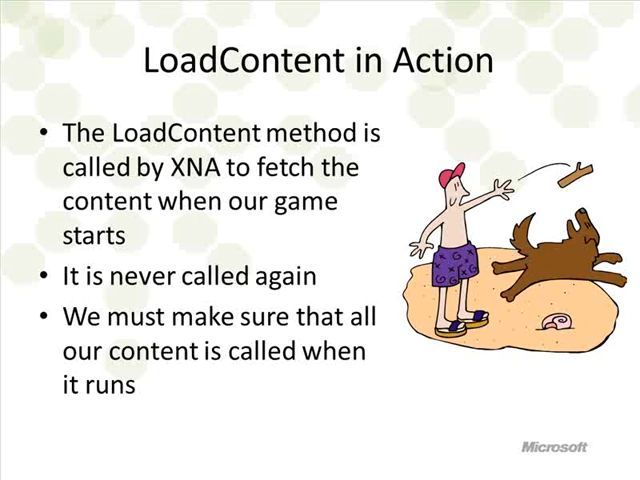 LoadContent in Action
• The LoadContent method is
called by XNA to fetch the
content when our game
starts
• It is never called again
• We must make sure that all
our content is called when
it runs
Microsoft